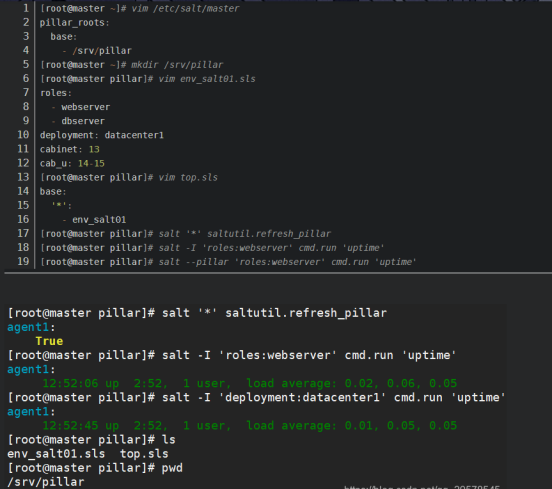 1 [root@master ~]# vim /etc/salt/master
2 pillar_roots:
3   base:
4     - /srv/pillar
5 [root@master ~]# mkdir /srv/pillar
6 [root@master pillar]# vim env_salt01.sls
7 roles:
8   - webserver
9   - dbserver
10 deployment: datacenter1
11 cabinet: 13
12 cab_u: 14-15
13 [root@master pillar]# vim top.sls
14 base:
15   '*':
16     - env_salt01
17 [root@master pillar]# salt '*' saltutil.refresh_pillar
18 [root@master pillar]# salt -I 'roles:webserver' cmd.run 'uptime'
19 [root@master pillar]# salt --pillar 'roles:webserver' cmd.run 'uptime'
[root@master pillar]# salt '*' saltutil.refresh_pillar
agent1:
    True
[root@master pillar]# salt -I 'roles:webserver' cmd.run 'uptime'
agent1:
     12:52:06 up  2:52,  1 user,  load average: 0.02, 0.06, 0.05
[root@master pillar]# salt -I 'deployment:datacenter1' cmd.run 'uptime'
agent1:
     12:52:45 up  2:52,  1 user,  load average: 0.01, 0.05, 0.05
[root@master pillar]# ls
env_salt01.sls  top.sls
[root@master pillar]# pwd
/srv/pillar